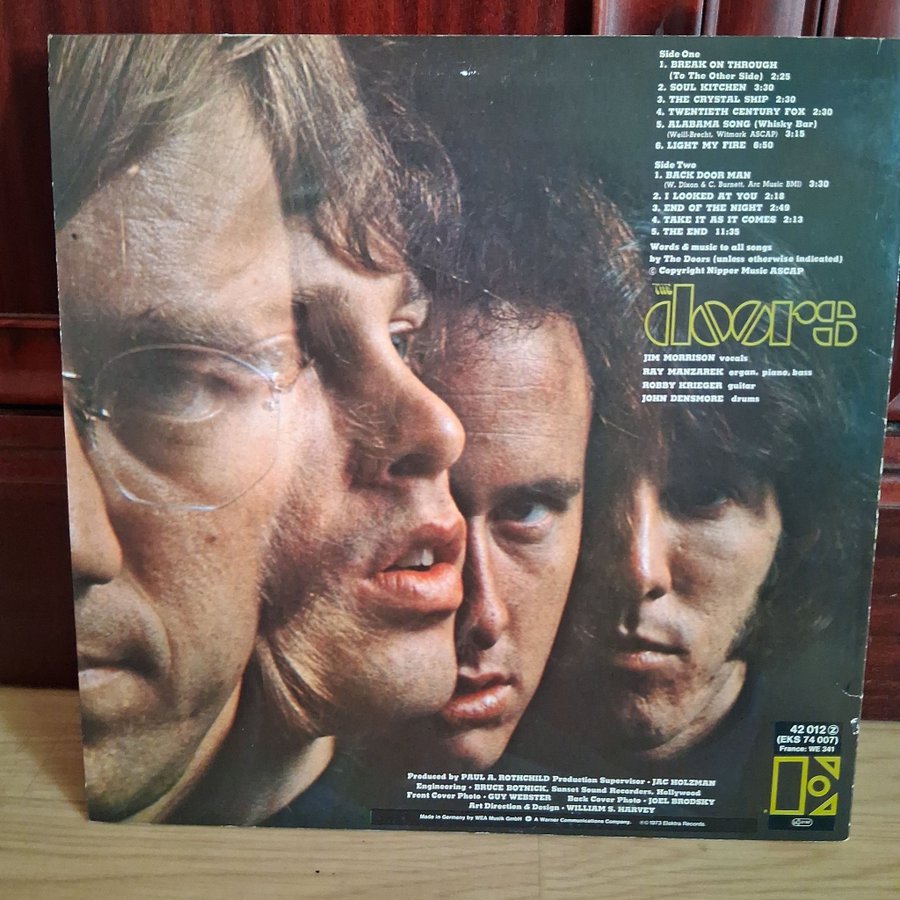 Side One
1. BREAK ON THROUGH
(To The Other Side) 2:25
2. SOUL KITCHEN 3:30
3. THE CRYSTAL SHIP 2:30
4. TWENTIETH CENTURY FOX 2:30
5. ALABAMA SONG (Whisky Bar)
(Weill-Brecht, Witmark ASCAP) 3:15
6. LIGHT MY FIRE 6:50
Side Two
1. BACK DOOR MAN
(W. Dixon & C. Burnett, Arc Music BMI) 3:30
2. I LOOKED AT YOU 2:18
3. END OF THE NIGHT 2:49
4. TAKE IT AS IT COMES 2:13
5. THE END 11:35
Words & music to all songs
by The Doors (unless otherwise indicated)
© Copyright Nipper Music ASCAP
THE
doors
JIM MORRISON vocals
RAY MANZAREK organ, piano, bass
ROBBY KRIEGER guitar
JOHN DENSMORE drums
42 012 Z
(EKS 74 007)
France: WE 341
Produced by PAUL A. ROTHCHILD Production Supervisor • JAC HOLZMAN
Engineering • BRUCE BOTNICK, Sunset Sound Recorders, Hollywood
Front Cover Photo • GUY WEBSTER Back Cover Photo • JOEL BRODSKY
Art Direction & Design • WILLIAM S. HARVEY
Made in Germany by WEA Musik GmbH A Warner Communications Company. ℗© 1973 Elektra Records.